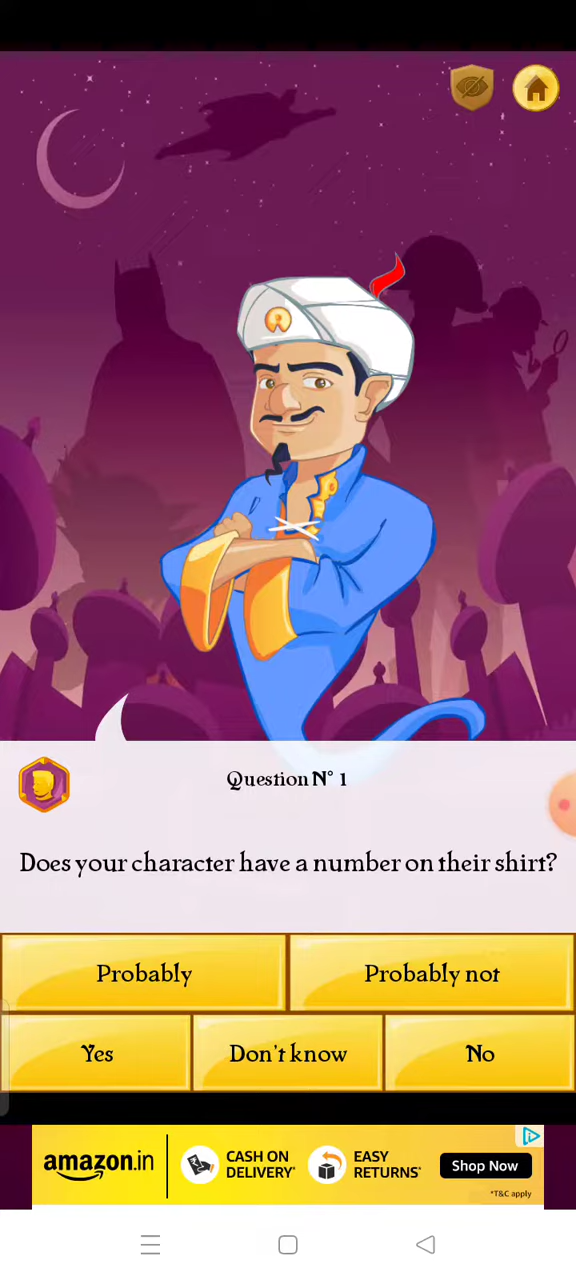 Question N° 1
Does your character have a number on their shirt?
Probably
Probably not
Yes
Don't know
No
amazon.in
CASH ON
DELIVERY*
EASY
RETURNS*
Shop Now
*T&C apply